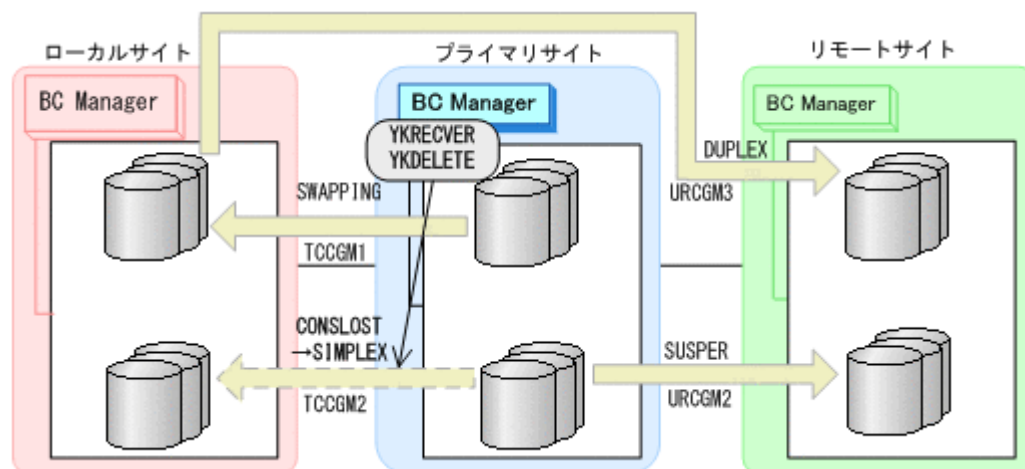 ローカルサイト
プライマリサイト
リモートサイト
BC Manager
BC Manager
BC Manager
YKRECVER
YKDELETE
DUPLEX
SWAPPING
URCGM3
TCCGM1
CONSLOST
→SIMPLEX
SUSPER
TCCGM2
URCGM2